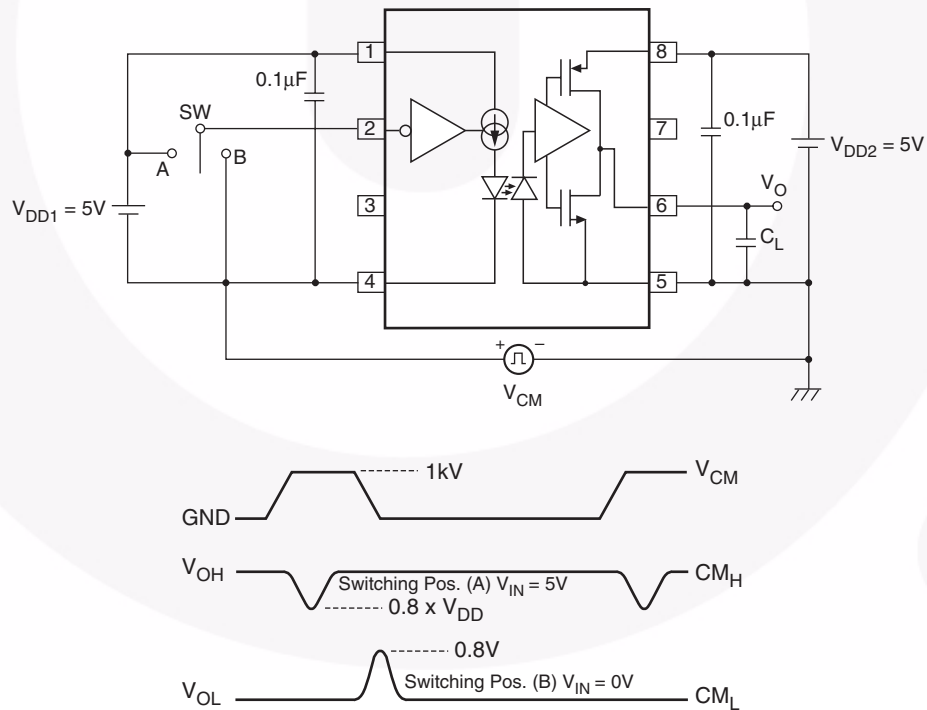 1
8
0.1µF
SW
2
7
0.1µF
A
B
V_DD2 = 5V
V_DD1 = 5V
3
6
V_O
C_L
4
5
+
−
V_CM
1kV
V_CM
GND
V_OH
Switching Pos. (A) V_IN = 5V
CM_H
0.8 x V_DD
0.8V
Switching Pos. (B) V_IN = 0V
V_OL
CM_L